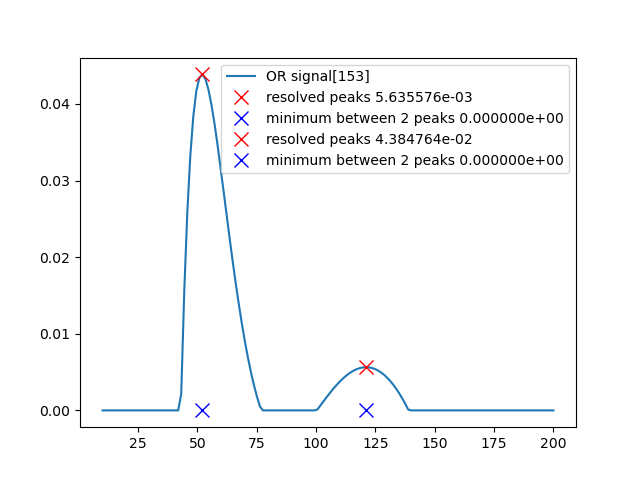 OR signal[153]
resolved peaks 5.635576e-03
minimum between 2 peaks 0.000000e+00
resolved peaks 4.384764e-02
minimum between 2 peaks 0.000000e+00
0.04
0.03
0.02
0.01
0.00
25 50 75 100 125 150 175 200